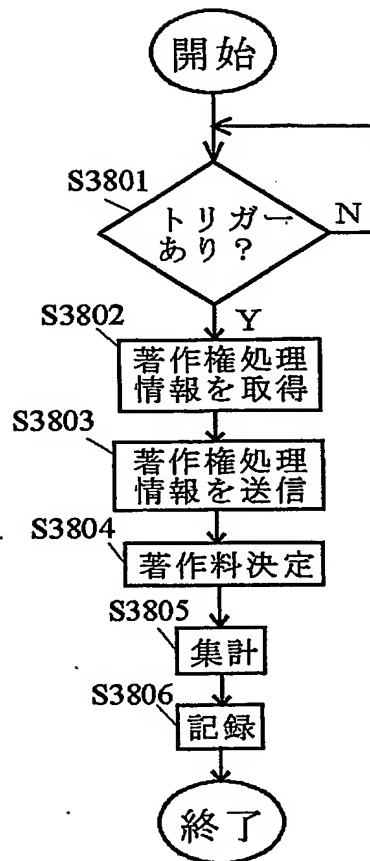 開始
S3801
トリガー
あり？
N
Y
S3802
著作権処理
情報を取得
S3803
著作権処理
情報を送信
S3804
著作料決定
S3805
集計
S3806
記録
終了